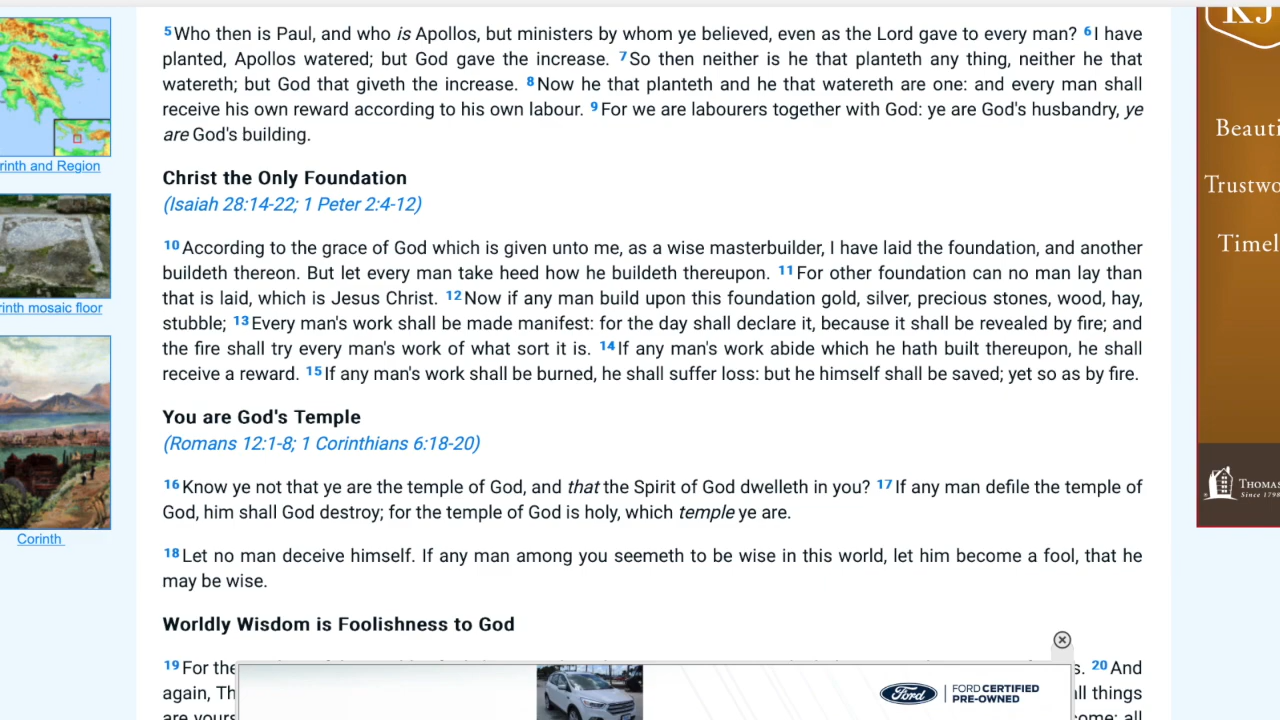 5Who then is Paul, and who is Apollos, but ministers by whom ye believed, even as the Lord gave to every man? 6I have
planted, Apollos watered; but God gave the increase. 7So then neither is he that planteth any thing, neither he that
watereth; but God that giveth the increase. 8Now he that planteth and he that watereth are one: and every man shall
receive his own reward according to his own labour. 9For we are labourers together with God: ye are God's husbandry, ye
are God's building.
rinth and Region
Christ the Only Foundation
(Isaiah 28:14-22; 1 Peter 2:4-12)
10According to the grace of God which is given unto me, as a wise masterbuilder, I have laid the foundation, and another
buildeth thereon. But let every man take heed how he buildeth thereupon. 11For other foundation can no man lay than
that is laid, which is Jesus Christ. 12Now if any man build upon this foundation gold, silver, precious stones, wood, hay,
stubble; 13Every man's work shall be made manifest: for the day shall declare it, because it shall be revealed by fire; and
the fire shall try every man's work of what sort it is. 14If any man's work abide which he hath built thereupon, he shall
receive a reward. 15If any man's work shall be burned, he shall suffer loss: but he himself shall be saved; yet so as by fire.
rinth mosaic floor
You are God's Temple
(Romans 12:1-8; 1 Corinthians 6:18-20)
16Know ye not that ye are the temple of God, and that the Spirit of God dwelleth in you? 17If any man defile the temple of
God, him shall God destroy; for the temple of God is holy, which temple ye are.
Corinth
18Let no man deceive himself. If any man among you seemeth to be wise in this world, let him become a fool, that he
may be wise.
Worldly Wisdom is Foolishness to God
19For the
s. 20And
again, Th
ll things
are yours
come; all
Ford
FORD CERTIFIED
PRE-OWNED
KJ
Beauti
Trustwo
Timel
THOMAS
Since 1798